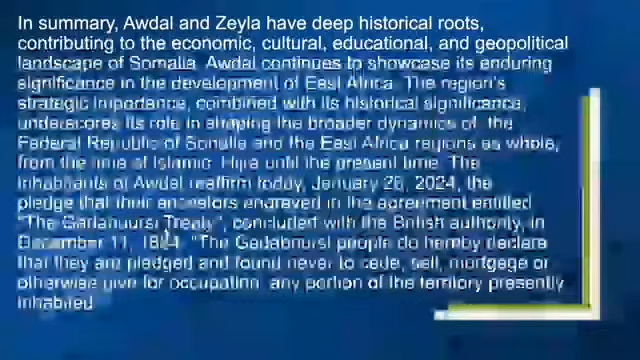 In summary, Awdal and Zeyla have deep historical roots,
contributing to the economic, cultural, educational, and geopolitical
landscape of Somalia. Awdal continues to showcase its enduring
significance in the development of East Africa. The region's
strategic importance, combined with its historical significance,
underscores its role in shaping the broader dynamics of the
Federal Republic of Somalia and the East Africa regions as whole,
from the time of Islamic Hijra until the present time. The
inhabitants of Awdal reaffirm today, January 26, 2024, the
pledge that their ancestors engraved in the agreement entitled
"The Treaty", concluded with the British authority, in
December 11, 1884. "The people do hereby declare
that they are pledged and found never to cede, sell, mortgage or
otherwise give for occupation, any portion of the territory presently
inhabited